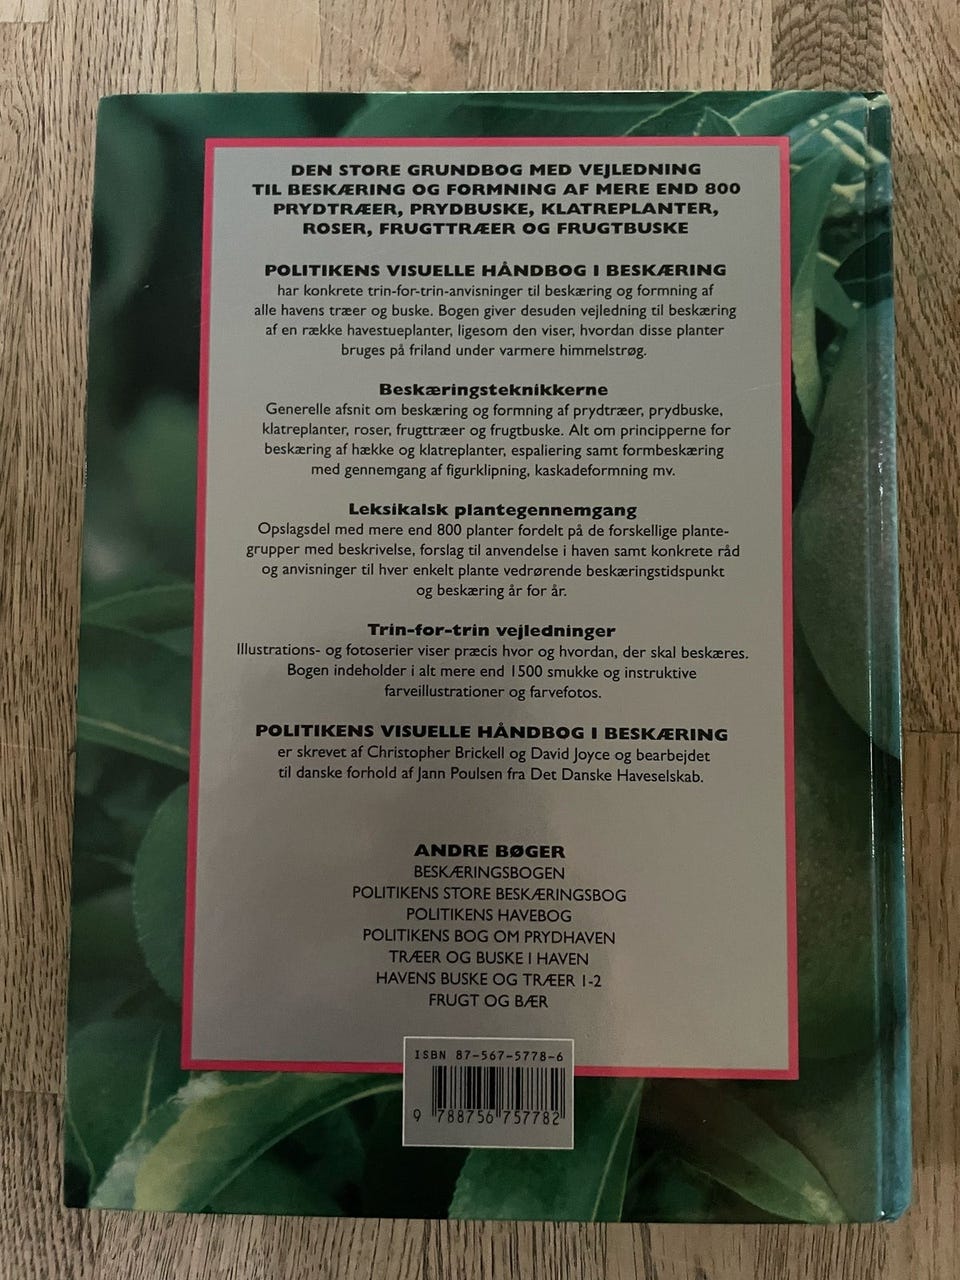 DEN STORE GRUNDBOG MED VEJLEDNING
TIL BESKÆRING OG FORMNING AF MERE END 800
PRYDTRÆER, PRYDBUSKE, KLATREPLANTER,
ROSER, FRUGTTRÆER OG FRUGTBUSKE
POLITIKENS VISUELLE HÅNDBOG I BESKÆRING
har konkrete trin-for-trin-anvisninger til beskæring og formning af
alle havens træer og buske. Bogen giver desuden vejledning til beskæring
af en række havestueplanter, ligesom den viser, hvordan disse planter
bruges på friland under varmere himmelstrøg.
Beskæringsteknikkerne
Generelle afsnit om beskæring og formning af prydtræer, prydbuske,
klatreplanter, roser, frugttræer og frugtbuske. Alt om principperne for
beskæring af hække og klatreplanter, espaliering samt formbeskæring
med gennemgang af figurklipning, kaskadeformning mv.
Leksikalsk plantegennemgang
Opslagsdel med mere end 800 planter fordelt på de forskellige plante-
grupper med beskrivelse, forslag til anvendelse i haven samt konkrete råd
og anvisninger til hver enkelt plante vedrørende beskæringstidspunkt
og beskæring år for år.
Trin-for-trin vejledninger
Illustrations- og fotoserier viser præcis hvor og hvordan, der skal beskæres.
Bogen indeholder i alt mere end 1500 smukke og instruktive
farveillustrationer og farvefotos.
POLITIKENS VISUELLE HÅNDBOG I BESKÆRING
er skrevet af Christopher Brickell og David Joyce og bearbejdet
til danske forhold af Jann Poulsen fra Det Danske Haveselskab.
ANDRE BØGER
BESKÆRINGSBOGEN
POLITIKENS STORE BESKÆRINGSBOG
POLITIKENS HAVEBOG
POLITIKENS BOG OM PRYDHAVEN
TRÆER OG BUSKE I HAVEN
HAVENS BUSKE OG TRÆER 1-2
FRUGT OG BÆR
ISBN 87-567-5778-6
9 788756 757782